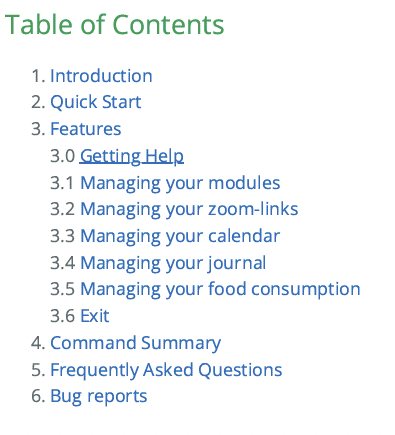 Table of Contents
1. Introduction
2. Quick Start
3. Features
3.0 Getting Help
3.1 Managing your modules
3.2 Managing your zoom-links
3.3 Managing your calendar
3.4 Managing your journal
3.5 Managing your food consumption
3.6 Exit
4. Command Summary
5. Frequently Asked Questions
6. Bug reports